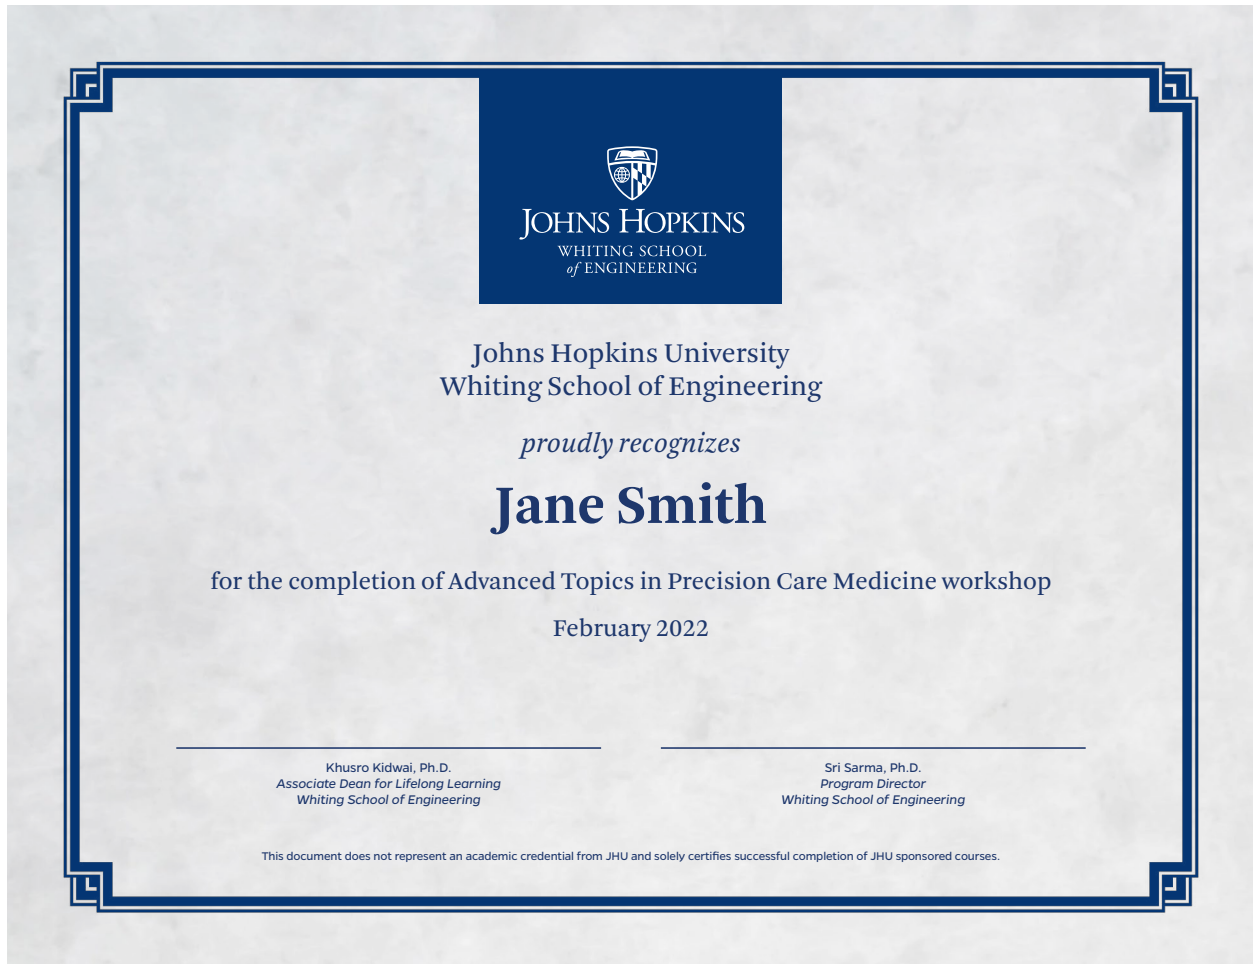 JOHNS HOPKINS
WHITING SCHOOL
of ENGINEERING
Johns Hopkins University
Whiting School of Engineering
proudly recognizes
Jane Smith
for the completion of Advanced Topics in Precision Care Medicine workshop
February 2022
Khusro Kidwai, Ph.D.
Associate Dean for Lifelong Learning
Whiting School of Engineering
Sri Sarma, Ph.D.
Program Director
Whiting School of Engineering
This document does not represent an academic credential from JHU and solely certifies successful completion of JHU sponsored courses.